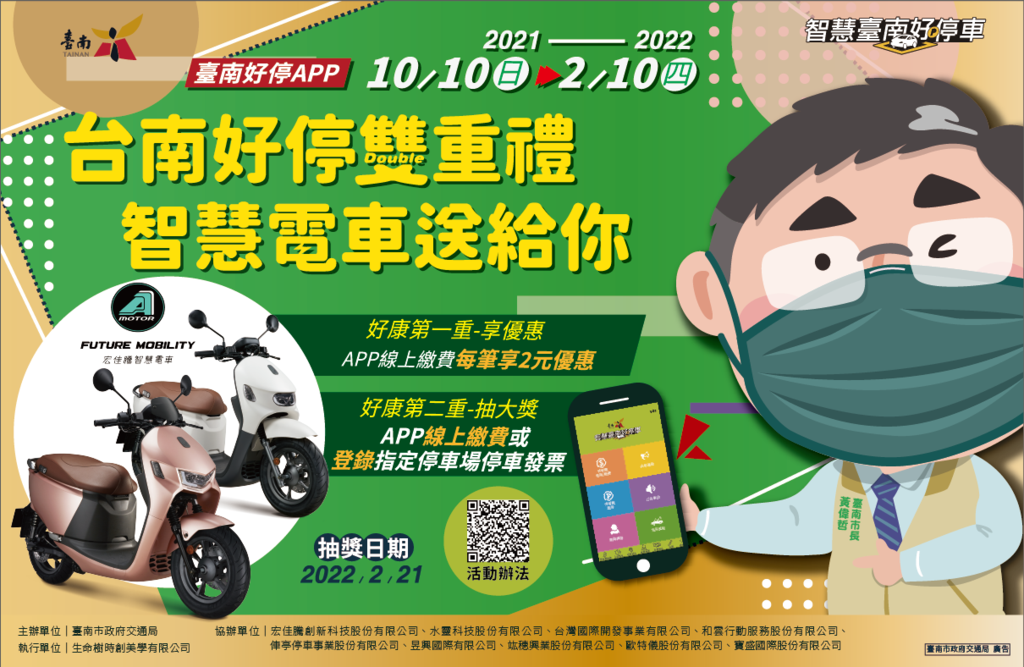 臺南
TAINAN
智慧臺南好停車
2021 2022
臺南好停APP 10/10日 2/10四
台南好停雙重禮
Double
智慧電車送給你
A MOTOR
FUTURE MOBILITY
宏佳騰智慧電車
好康第一重-享優惠
APP線上繳費每筆享2元優惠
好康第二重-抽大獎
APP線上繳費或
登錄指定停車場停車發票
智慧臺南好停車
抽獎日期
2022/2/21
活動辦法
臺南市長
黃偉哲
主辦單位│臺南市政府交通局
執行單位│生命樹時創美學有限公司
協辦單位│宏佳騰創新科技股份有限公司、水靈科技股份有限公司、台灣國際開發事業有限公司、和雲行動服務股份有限公司、
俥亭停車事業股份有限公司、昱興國際有限公司、竑穗興業股份有限公司、歐特儀股份有限公司、寶盛國際股份有限公司
臺南市政府交通局 廣告